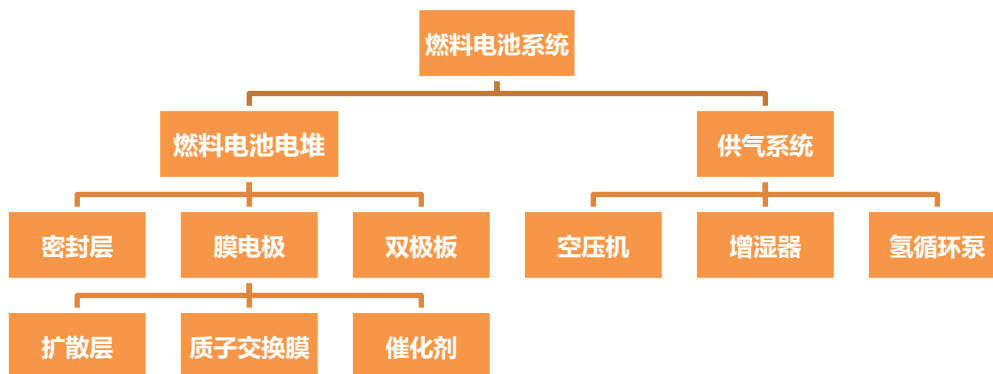 燃料电池系统
燃料电池电堆
供气系统
密封层
膜电极
双极板
空压机
增湿器
氢循环泵
扩散层
质子交换膜
催化剂